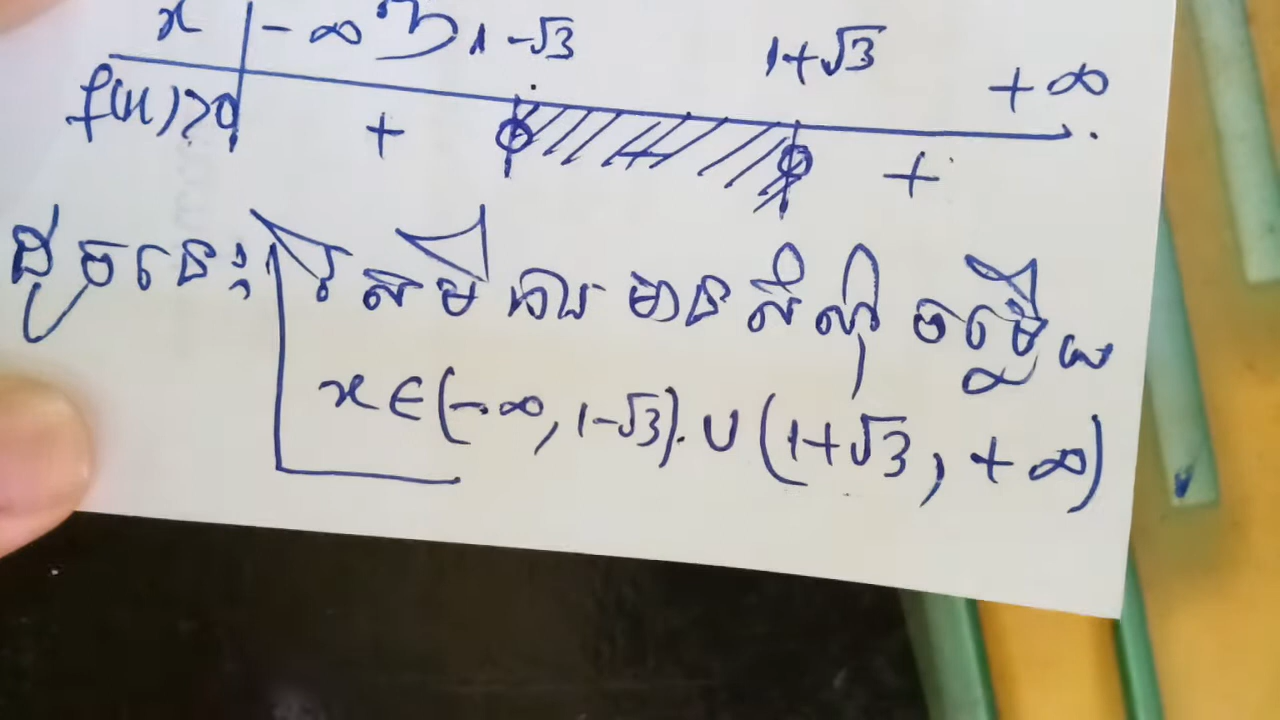 x | -∞ 1-√3 1+√3 +∞
f(x)>0 + + +
ដូចនេះ វិសមីការ មានសំណុំ ចម្លើយ
x∈(-∞, 1-√3).∪(1+√3, +∞)